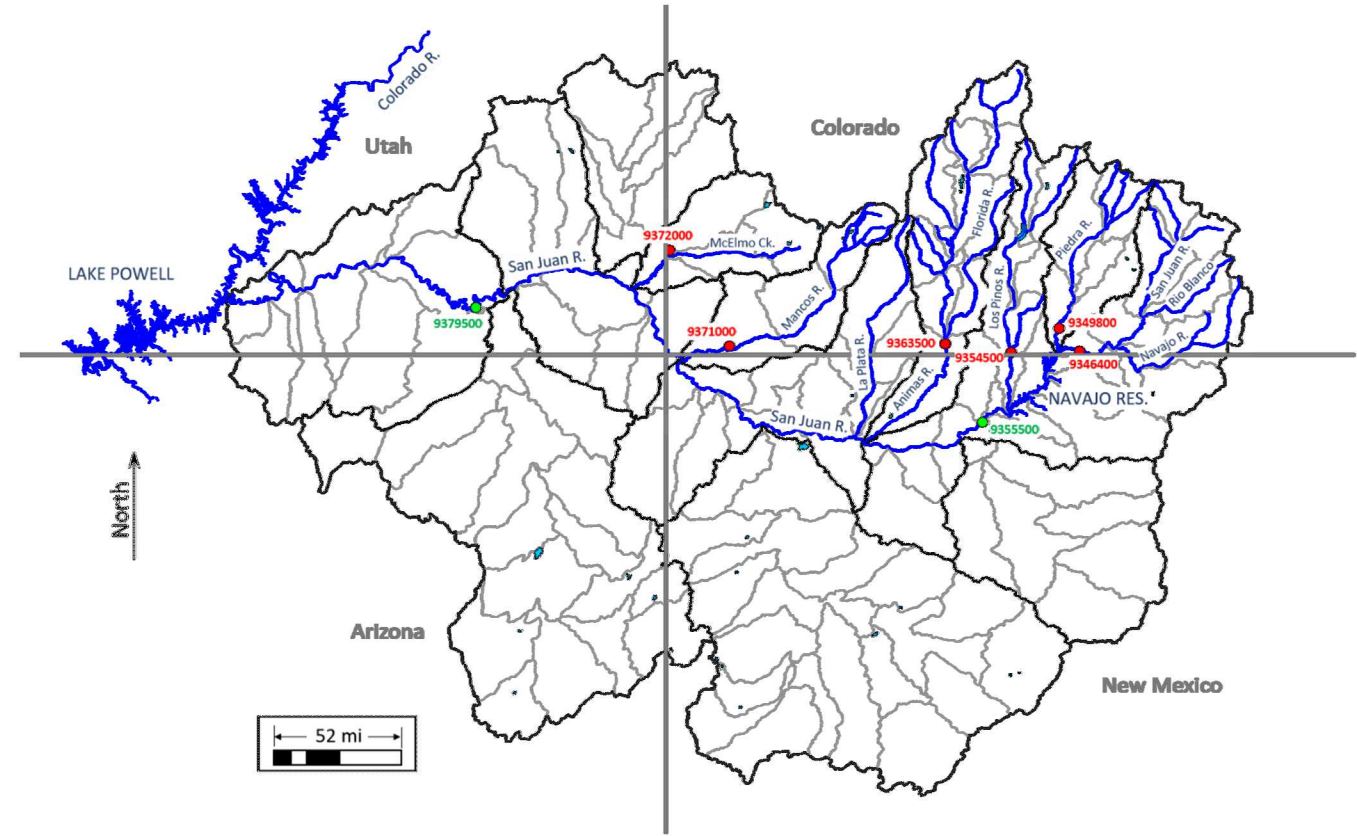 Colorado R.
Utah
Colorado
LAKE POWELL
9372000
McElmo Ck.
San Juan R.
9379500
Mancos R.
9371000
La Plata R.
9363500
Animas R.
Florida R.
Los Pinos R.
9354500
Piedra R.
San Juan R.
Rio Blanco
Navajo R.
9349800
9346400
NAVAJO RES.
9355500
San Juan R.
North
Arizona
New Mexico
52 mi